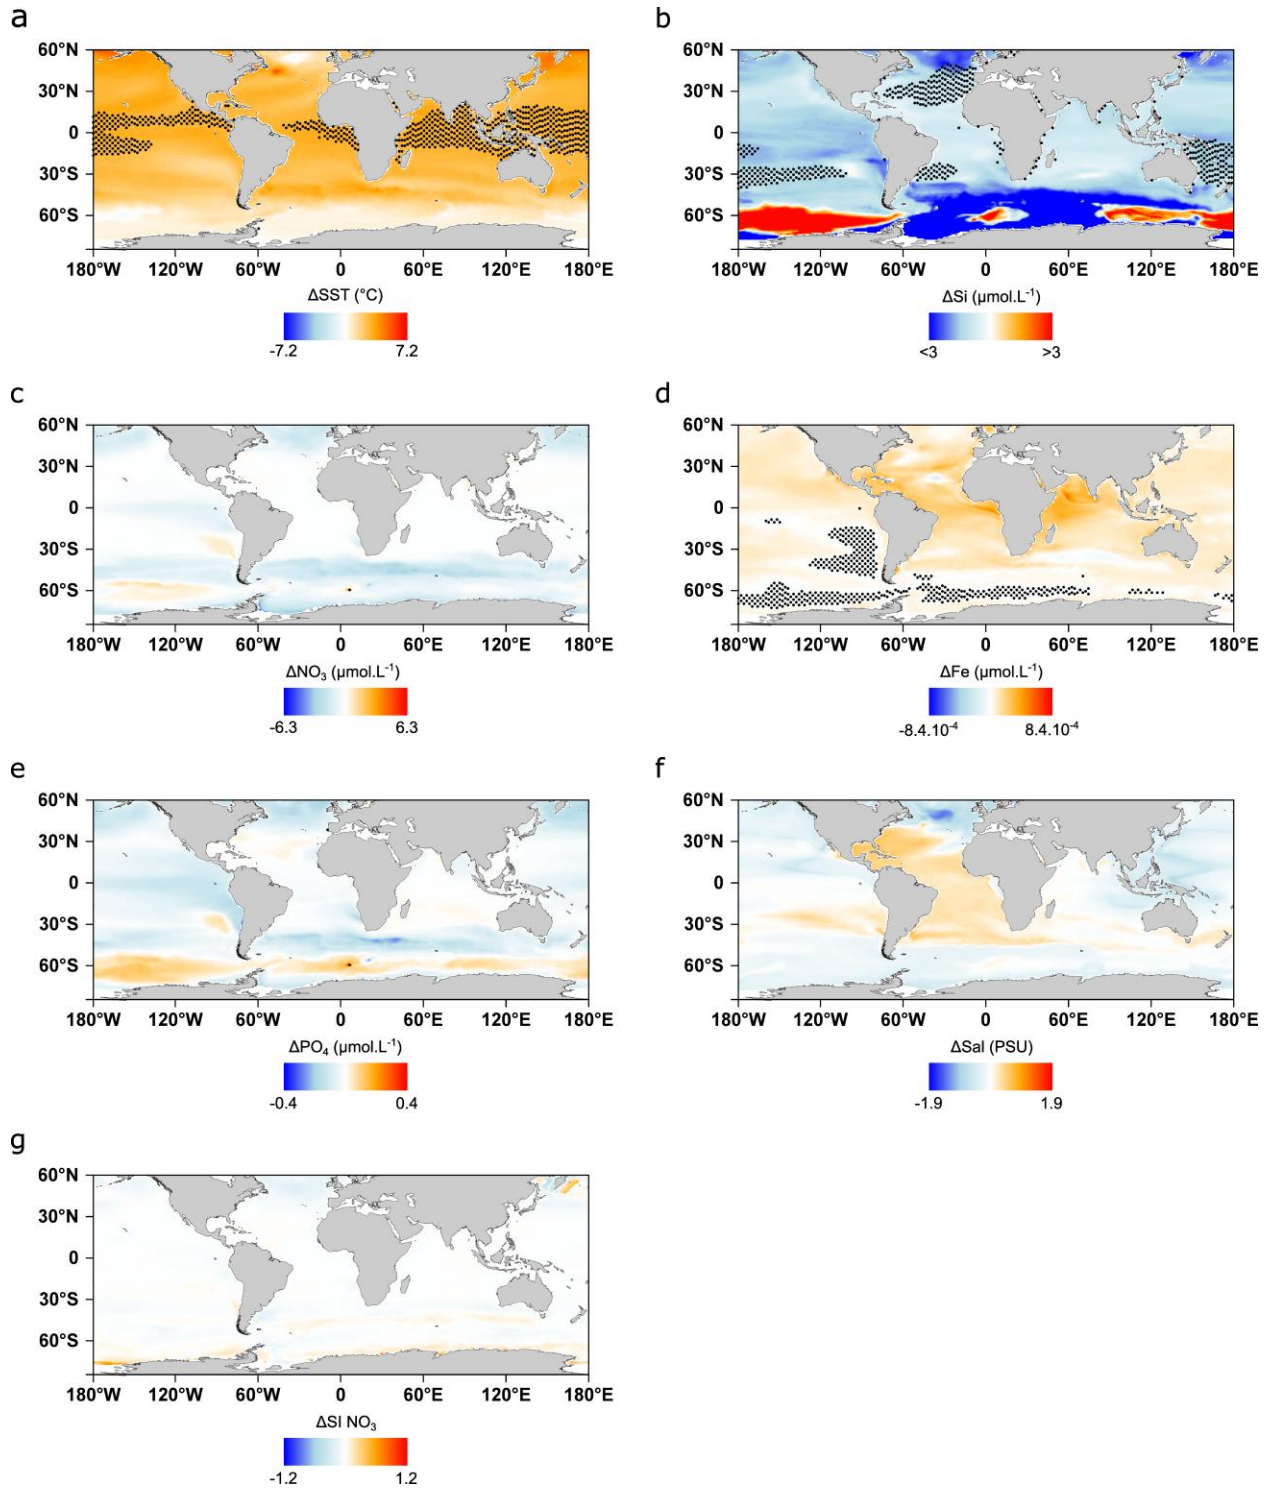 a
60°N
30°N
0
30°S
60°S
180°W 120°W 60°W 0 60°E 120°E 180°E
ΔSST (°C)
-7.2 7.2
b
60°N
30°N
0
30°S
60°S
180°W 120°W 60°W 0 60°E 120°E 180°E
ΔSi (µmol.L⁻¹)
<3 >3
c
60°N
30°N
0
30°S
60°S
180°W 120°W 60°W 0 60°E 120°E 180°E
ΔNO₃ (µmol.L⁻¹)
-6.3 6.3
d
60°N
30°N
0
30°S
60°S
180°W 120°W 60°W 0 60°E 120°E 180°E
ΔFe (µmol.L⁻¹)
-8.4.10⁻⁴ 8.4.10⁻⁴
e
60°N
30°N
0
30°S
60°S
180°W 120°W 60°W 0 60°E 120°E 180°E
ΔPO₄ (µmol.L⁻¹)
-0.4 0.4
f
60°N
30°N
0
30°S
60°S
180°W 120°W 60°W 0 60°E 120°E 180°E
ΔSal (PSU)
-1.9 1.9
g
60°N
30°N
0
30°S
60°S
180°W 120°W 60°W 0 60°E 120°E 180°E
ΔSI NO₃
-1.2 1.2